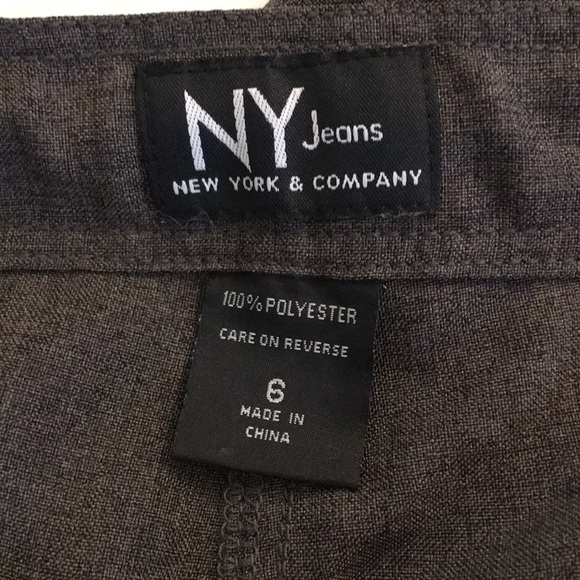 NY Jeans
NEW YORK & COMPANY
100% POLYESTER
CARE ON REVERSE
6
MADE IN
CHINA